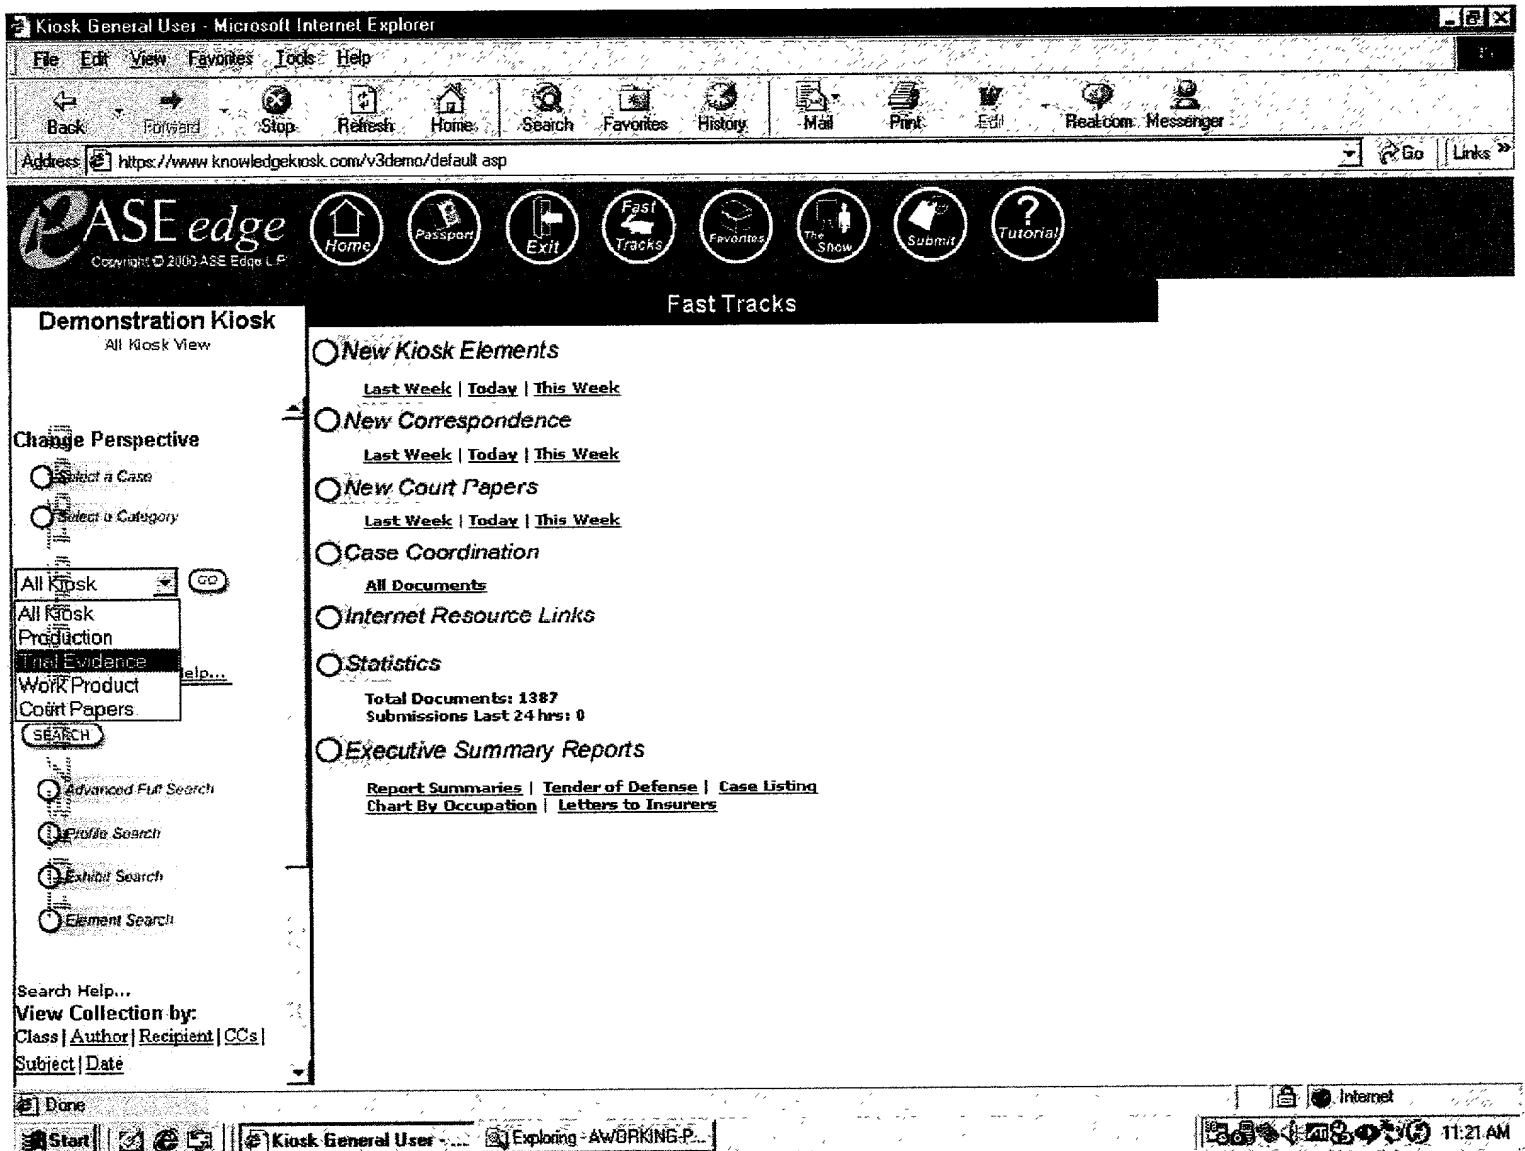 Kiosk General User - Microsoft Internet Explorer
File Edit View Favorites Tools Help
Back Forward Stop Refresh Home Search Favorites History Mail Print Edit Real.com Messenger
Address https://www knowledgekiosk.com/v3demo/default asp Go Links »
eASE edge
Copyright © 2000 ASE Edge L.P.
Home Passport Exit Fast Tracks Favorites The Show Submit ? Tutorial
Fast Tracks
Demonstration Kiosk
All Kiosk View
Change Perspective
Select a Case
Select a Category
All Kiosk GO
All Kiosk
Production
Trial Evidence
Work Product
Court Papers
elp...
SEARCH
Advanced Full Search
Profile Search
Exhibit Search
Element Search
Search Help...
View Collection by:
Class | Author | Recipient | CCs |
Subject | Date
New Kiosk Elements
Last Week | Today | This Week
New Correspondence
Last Week | Today | This Week
New Court Papers
Last Week | Today | This Week
Case Coordination
All Documents
Internet Resource Links
Statistics
Total Documents: 1387
Submissions Last 24 hrs: 0
Executive Summary Reports
Report Summaries | Tender of Defense | Case Listing
Chart By Occupation | Letters to Insurers
Done Internet
Start Kiosk General User - ... Exploring - AWORKING-P... 11:21 AM